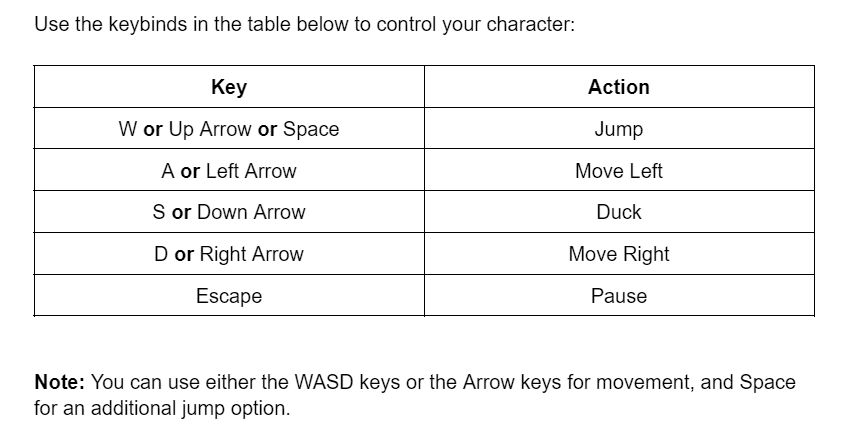 Use the keybinds in the table below to control your character:
Key Action
W or Up Arrow or Space Jump
A or Left Arrow Move Left
S or Down Arrow Duck
D or Right Arrow Move Right
Escape Pause
Note: You can use either the WASD keys or the Arrow keys for movement, and Space
for an additional jump option.